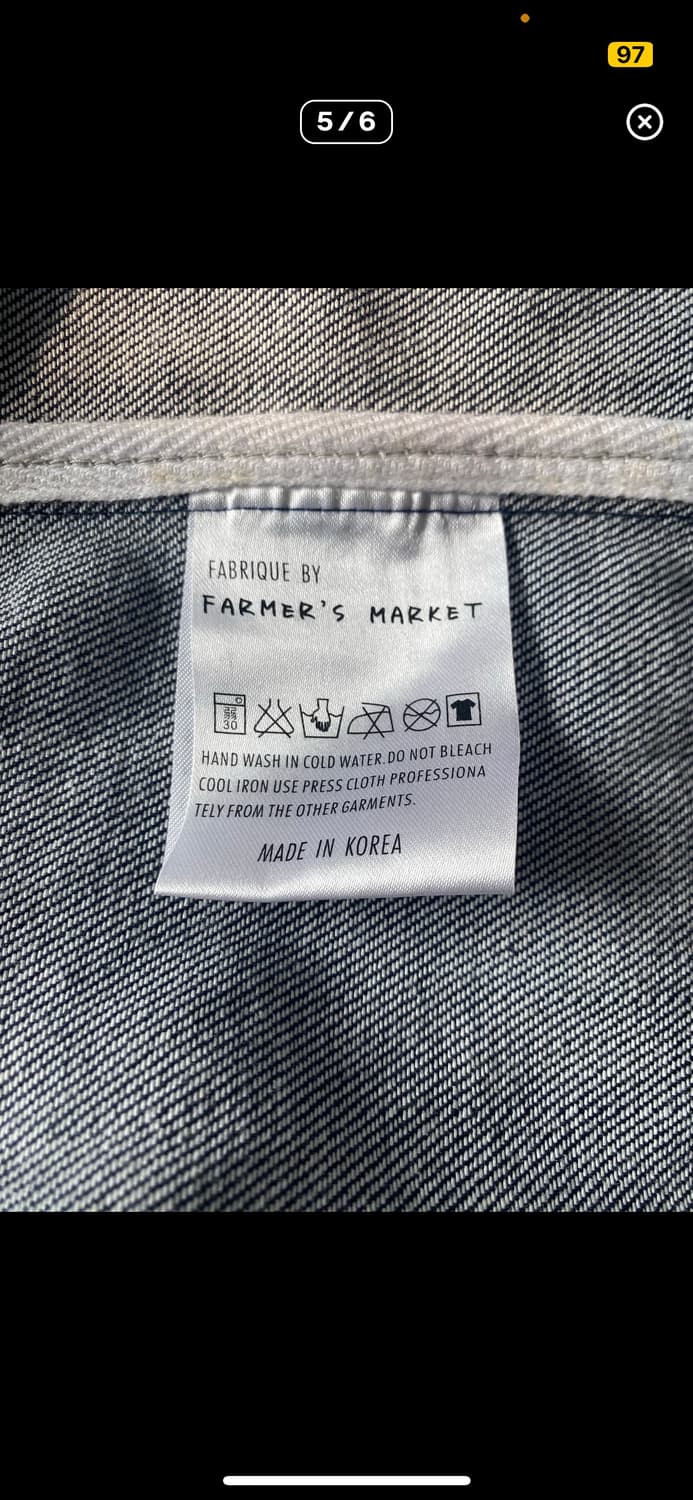 97
5/6
FABRIQUE BY
FARMER'S MARKET
30
HAND WASH IN COLD WATER.DO NOT BLEACH
COOL IRON USE PRESS CLOTH PROFESSIONA
TELY FROM THE OTHER GARMENTS.
MADE IN KOREA